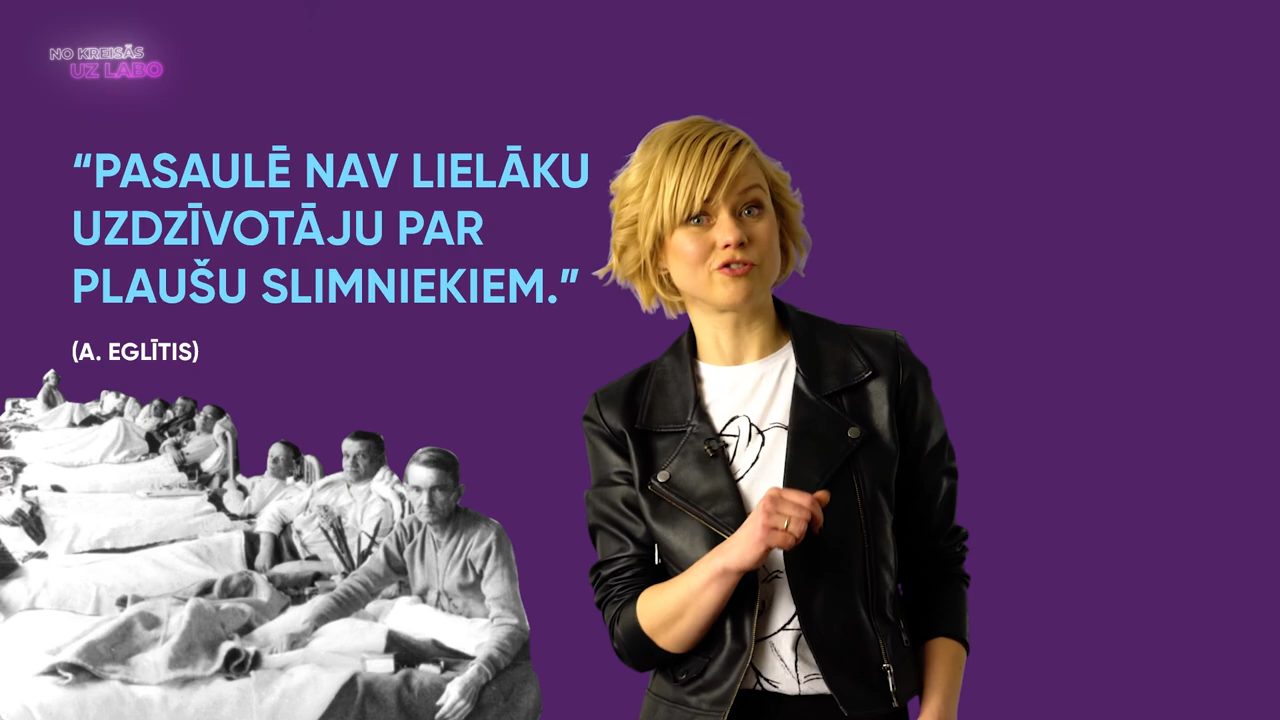 NO KREISĀS
UZ LABO
“PASAULĒ NAV LIELĀKU
UZDZĪVOTĀJU PAR
PLAUŠU SLIMNIEKIEM.”
(A. EGLĪTIS)